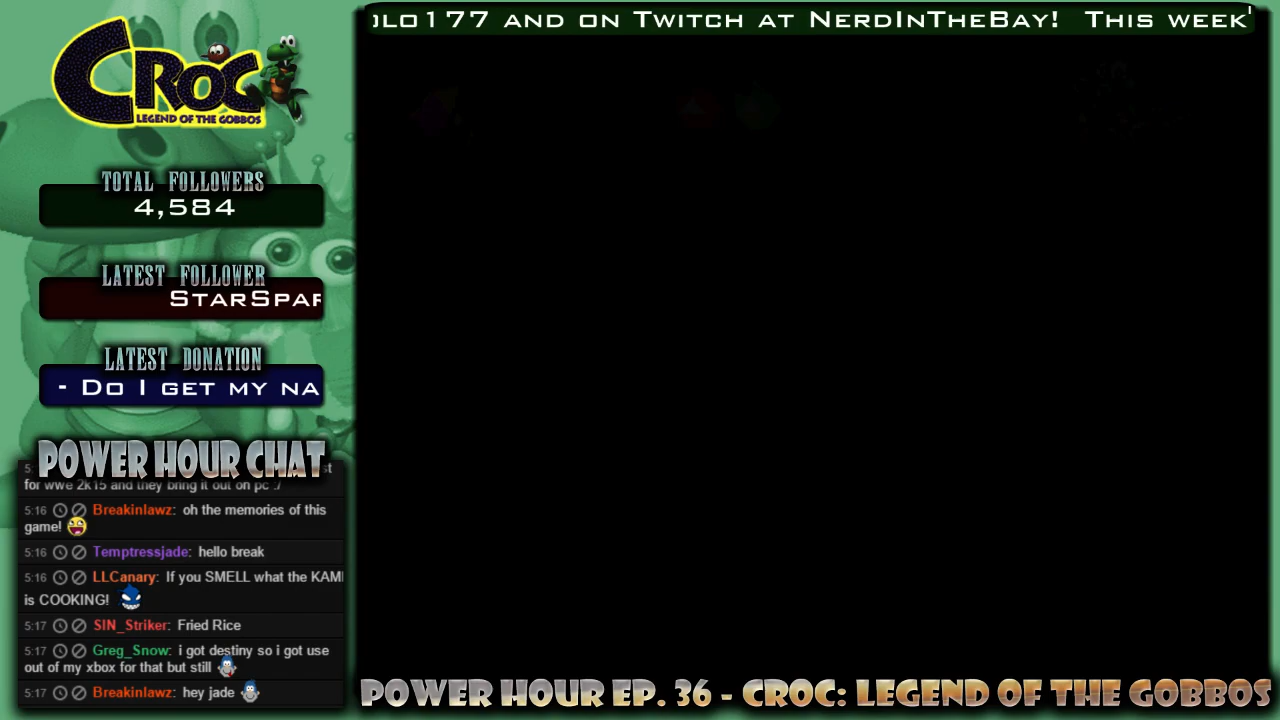 OLO177 AND ON TWITCH AT NERDINTHEBAY! THIS WEEK'
CROC
LEGEND OF THE GOBBOS
TOTAL FOLLOWERS
4,584
LATEST FOLLOWER
STARSPAR
LATEST DONATION
- DO I GET MY NA
POWER HOUR CHAT
for wwe 2k15 and they bring it out on pc :/
5:16 Breakinlawz: oh the memories of this
game!
5:16 Temptressjade: hello break
5:16 LLCanary: If you SMELL what the KAM
is COOKING!
5:17 SIN_Striker: Fried Rice
5:17 Greg_Snow: i got destiny so i got use
out of my xbox for that but still
5:17 Breakinlawz: hey jade
POWER HOUR EP. 36 - CROC: LEGEND OF THE GOBBOS